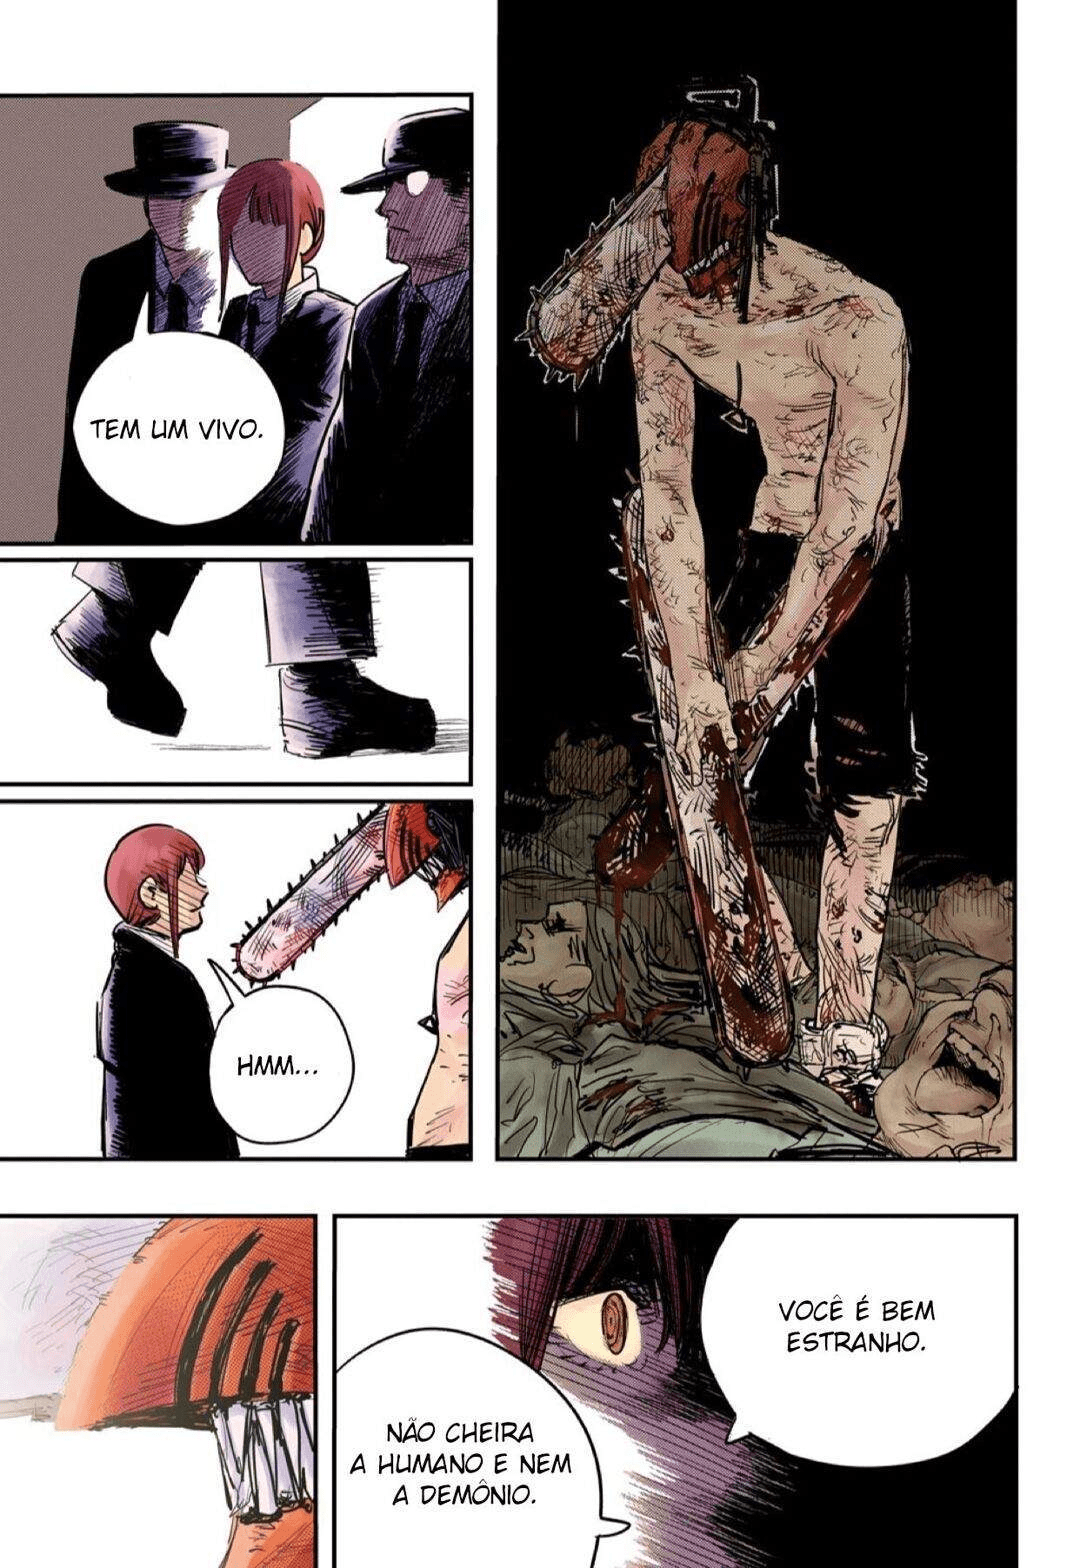 TEM UM VIVO.
HMM...
VOCÊ É BEM
ESTRANHO.
NÃO CHEIRA
A HUMANO E NEM
A DEMÔNIO.